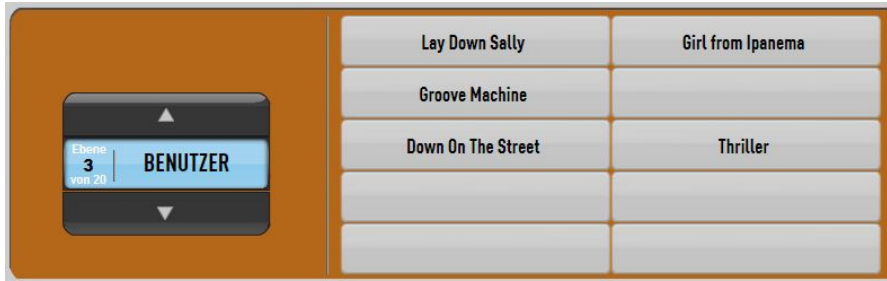 Ebene
3
von 20
BENUTZER
Lay Down Sally
Girl from Ipanema
Groove Machine
Down On The Street
Thriller